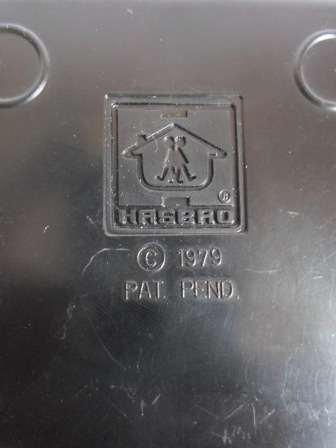 HASBRO ®
© 1979
PAT. PEND.